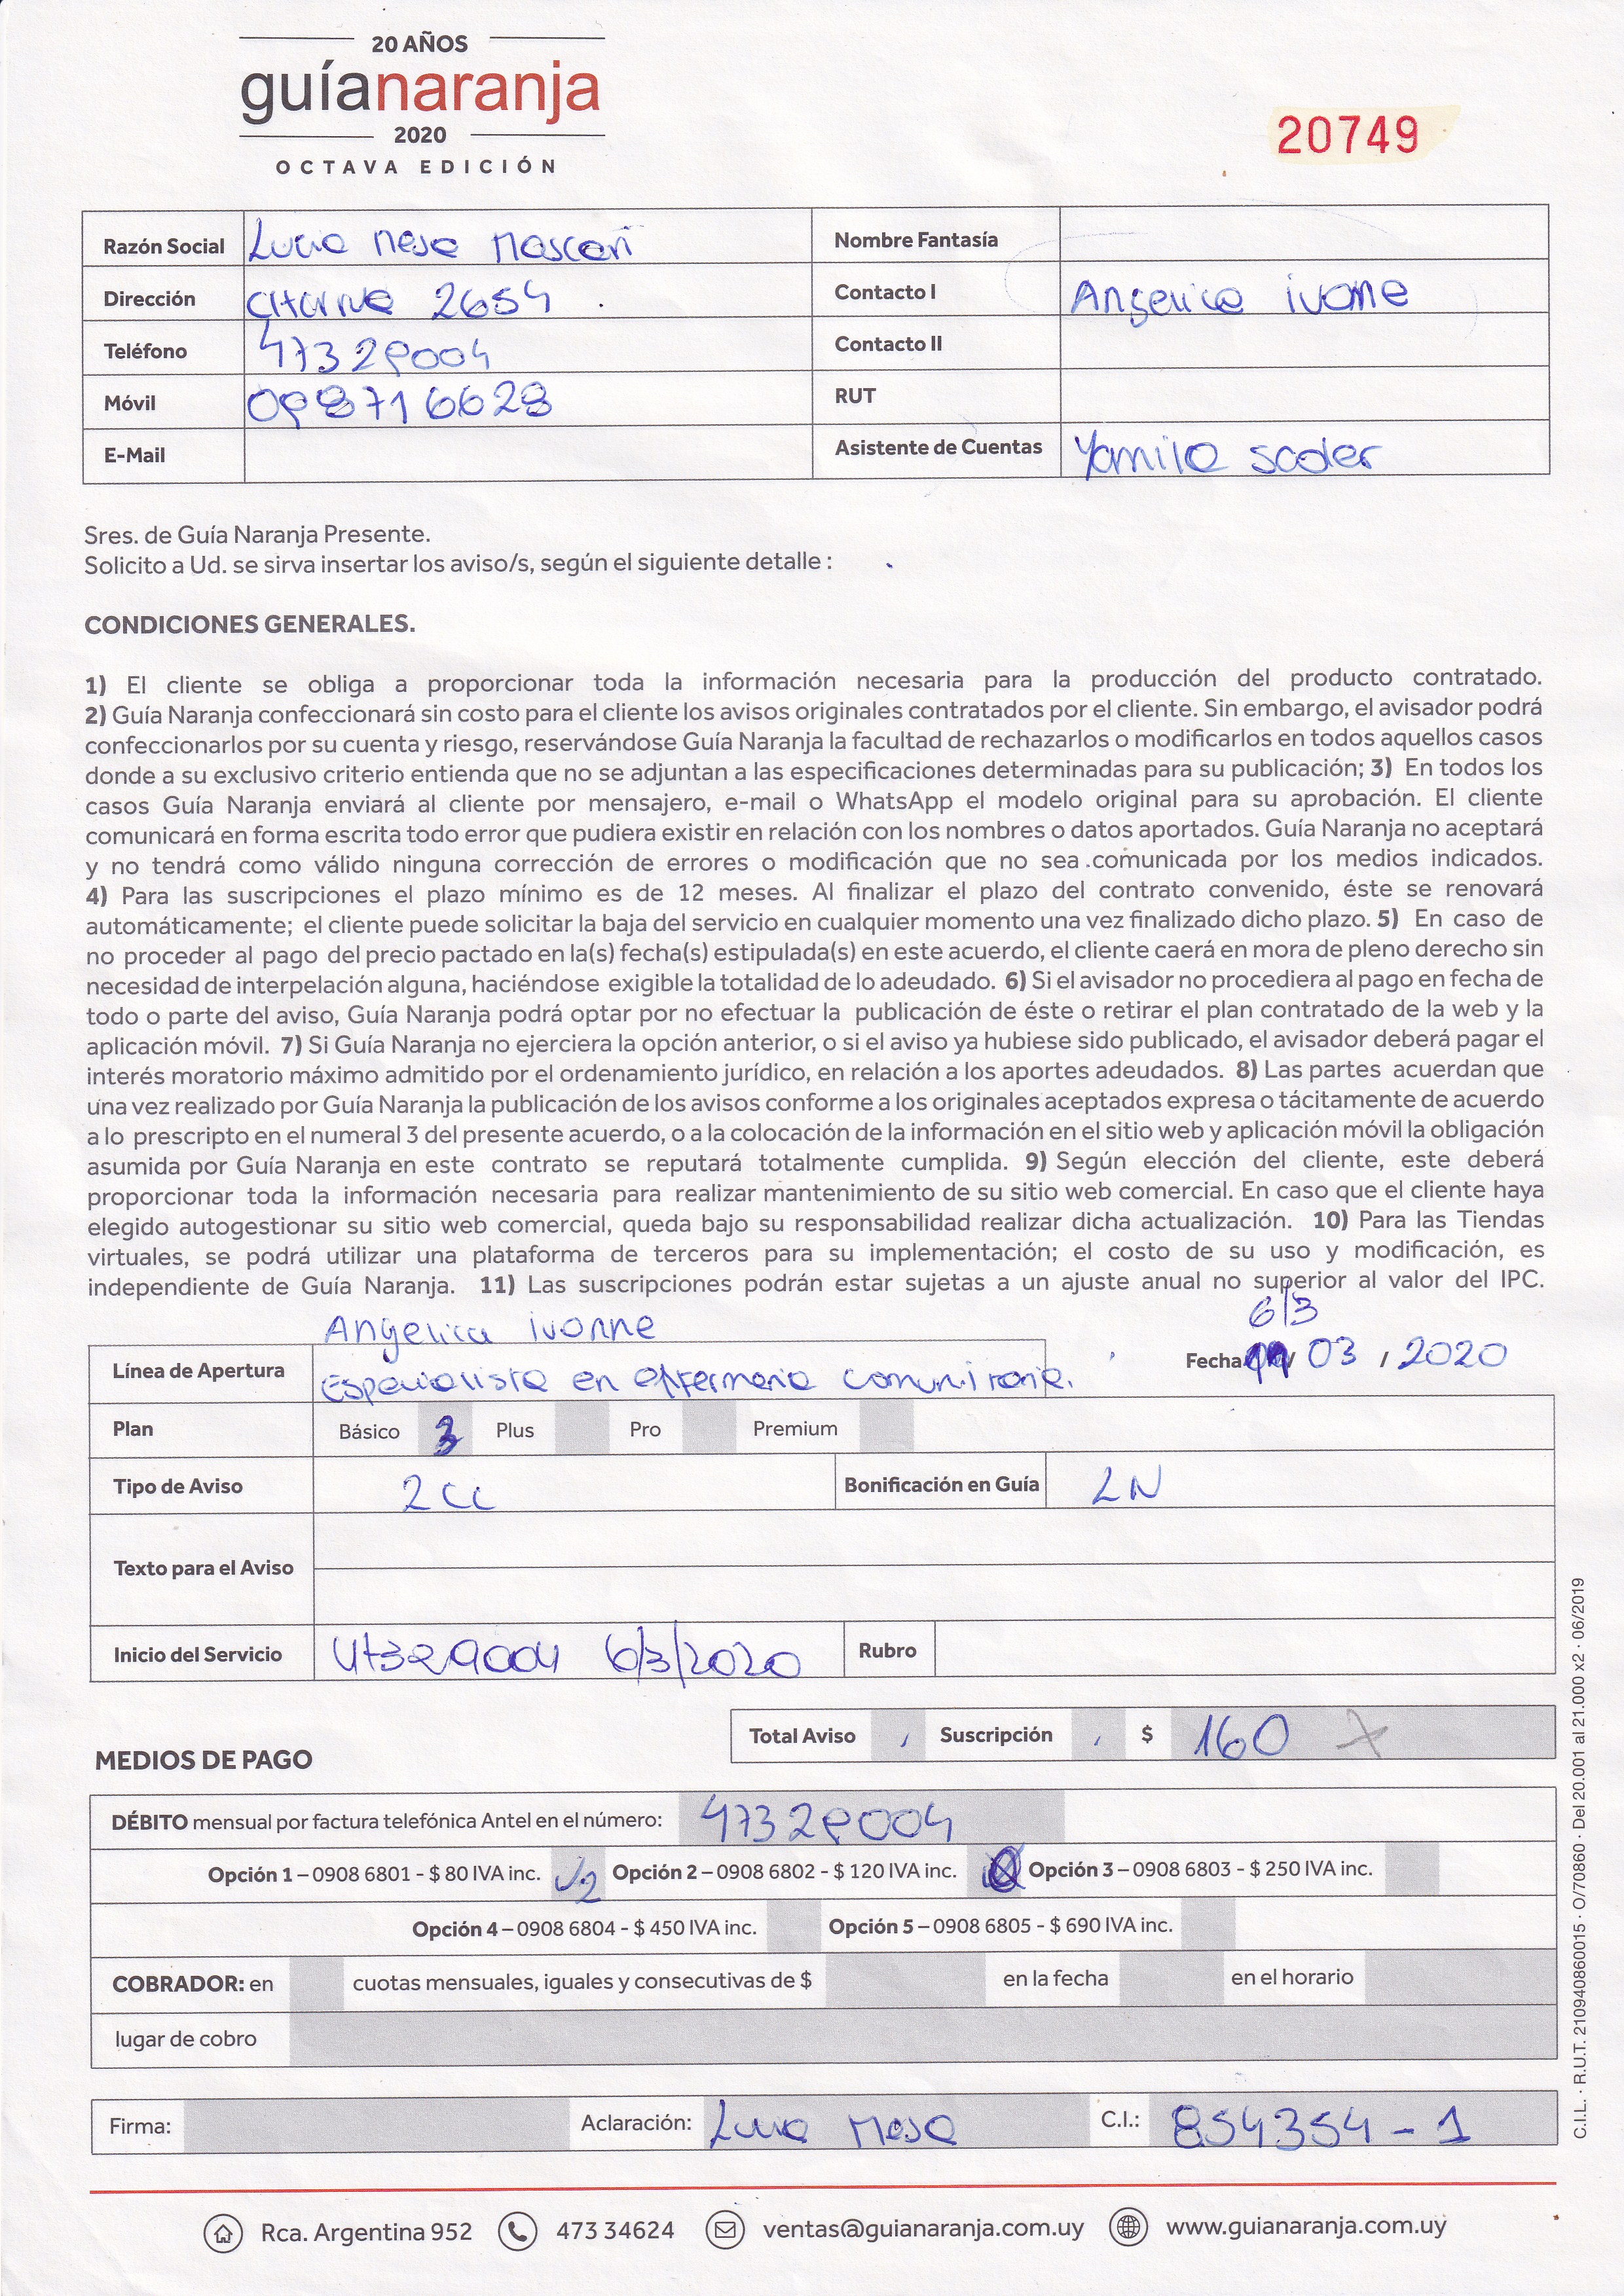 20 AÑOS
guíanaranja
2020
OCTAVA EDICIÓN
20749
Razón Social Lucia Mesa Mascari Nombre Fantasía
Dirección 2654 Contacto I Angelica ivonne
Teléfono 47329004 Contacto II
Móvil 098716628 RUT
E-Mail Asistente de Cuentas Yamila
Sres. de Guía Naranja Presente.
Solicito a Ud. se sirva insertar los aviso/s, según el siguiente detalle :
CONDICIONES GENERALES.
1) El cliente se obliga a proporcionar toda la información necesaria para la producción del producto contratado.
2) Guía Naranja confeccionará sin costo para el cliente los avisos originales contratados por el cliente. Sin embargo, el avisador podrá
confeccionarlos por su cuenta y riesgo, reservándose Guía Naranja la facultad de rechazarlos o modificarlos en todos aquellos casos
donde a su exclusivo criterio entienda que no se adjuntan a las especificaciones determinadas para su publicación; 3) En todos los
casos Guía Naranja enviará al cliente por mensajero, e-mail o WhatsApp el modelo original para su aprobación. El cliente
comunicará en forma escrita todo error que pudiera existir en relación con los nombres o datos aportados. Guía Naranja no aceptará
y no tendrá como válido ninguna corrección de errores o modificación que no sea comunicada por los medios indicados.
4) Para las suscripciones el plazo mínimo es de 12 meses. Al finalizar el plazo del contrato convenido, éste se renovará
automáticamente; el cliente puede solicitar la baja del servicio en cualquier momento una vez finalizado dicho plazo. 5) En caso de
no proceder al pago del precio pactado en la(s) fecha(s) estipulada(s) en este acuerdo, el cliente caerá en mora de pleno derecho sin
necesidad de interpelación alguna, haciéndose exigible la totalidad de lo adeudado. 6) Si el avisador no procediera al pago en fecha de
todo o parte del aviso, Guía Naranja podrá optar por no efectuar la publicación de éste o retirar el plan contratado de la web y la
aplicación móvil. 7) Si Guía Naranja no ejerciera la opción anterior, o si el aviso ya hubiese sido publicado, el avisador deberá pagar el
interés moratorio máximo admitido por el ordenamiento jurídico, en relación a los aportes adeudados. 8) Las partes acuerdan que
una vez realizado por Guía Naranja la publicación de los avisos conforme a los originales aceptados expresa o tácitamente de acuerdo
a lo prescripto en el numeral 3 del presente acuerdo, o a la colocación de la información en el sitio web y aplicación móvil la obligación
asumida por Guía Naranja en este contrato se reputará totalmente cumplida. 9) Según elección del cliente, este deberá
proporcionar toda la información necesaria para realizar mantenimiento de su sitio web comercial. En caso que el cliente haya
elegido autogestionar su sitio web comercial, queda bajo su responsabilidad realizar dicha actualización. 10) Para las Tiendas
virtuales, se podrá utilizar una plataforma de terceros para su implementación; el costo de su uso y modificación, es
independiente de Guía Naranja. 11) Las suscripciones podrán estar sujetas a un ajuste anual no superior al valor del IPC.
Angelica ivonne 6/3
Línea de Apertura Especialista en enfermeria comunitaria. Fecha / 03 / 2020
Plan Básico 3 Plus Pro Premium
Tipo de Aviso 2 CC Bonificación en Guía LN
Texto para el Aviso
Inicio del Servicio 47329004 6/3/2020 Rubro
Total Aviso Suscripción $ 160
MEDIOS DE PAGO
DÉBITO mensual por factura telefónica Antel en el número: 47329004
Opción 1 – 0908 6801 - $ 80 IVA inc. 2 Opción 2 – 0908 6802 - $ 120 IVA inc. Opción 3 – 0908 6803 - $ 250 IVA inc.
Opción 4 – 0908 6804 - $ 450 IVA inc. Opción 5 – 0908 6805 - $ 690 IVA inc.
COBRADOR: en cuotas mensuales, iguales y consecutivas de $ en la fecha en el horario
lugar de cobro
Firma: Aclaración: Lucia Mesa C.I.: 854354 - 1
C.I.L. · R.U.T. 210940860015 · O/70860 · Del 20.001 al 21.000 x2 · 06/2019
Rca. Argentina 952 473 34624 ventas@guianaranja.com.uy www.guianaranja.com.uy